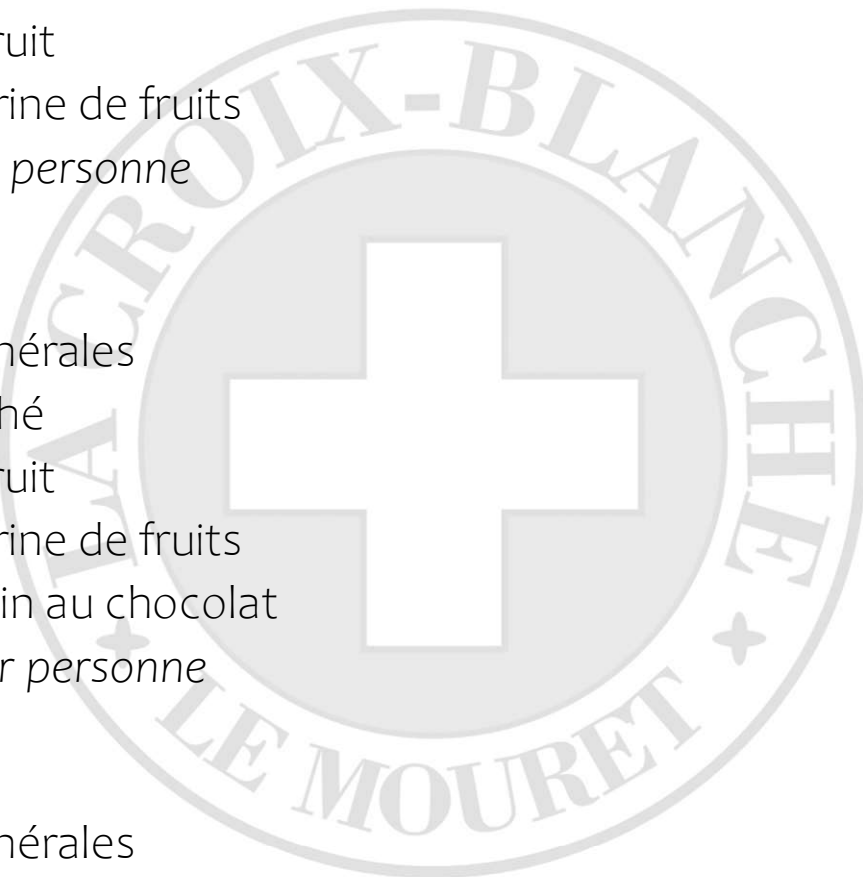 ruit
rine de fruits
personne
nérales
hé
ruit
rine de fruits
in au chocolat
r personne
nérales
LA CROIX-BLANCHE
LE MOURET